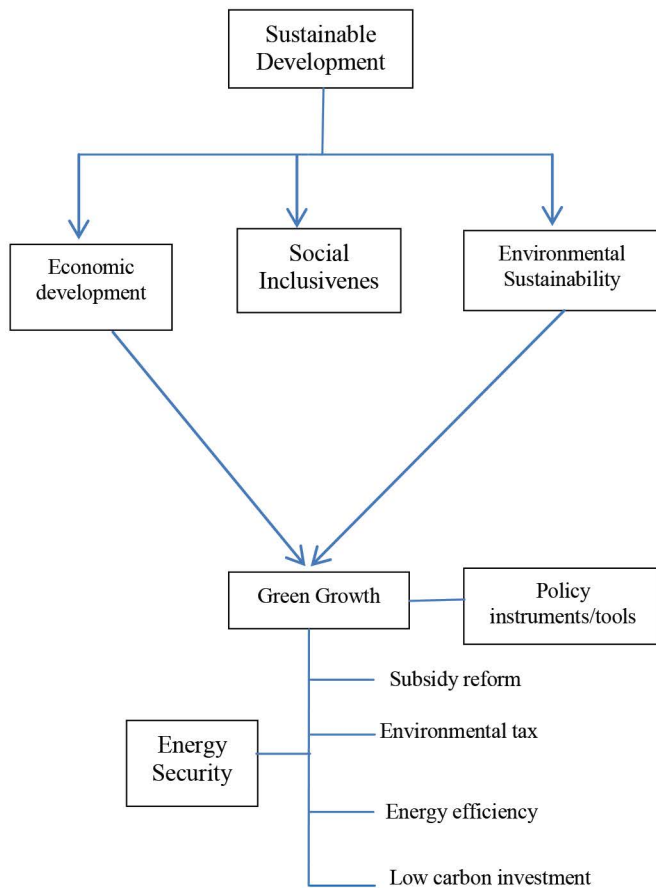 Sustainable
Development
Economic
development
Social
Inclusivenes
Environmental
Sustainability
Green Growth
Policy
instruments/tools
Subsidy reform
Environmental tax
Energy
Security
Energy efficiency
Low carbon investment